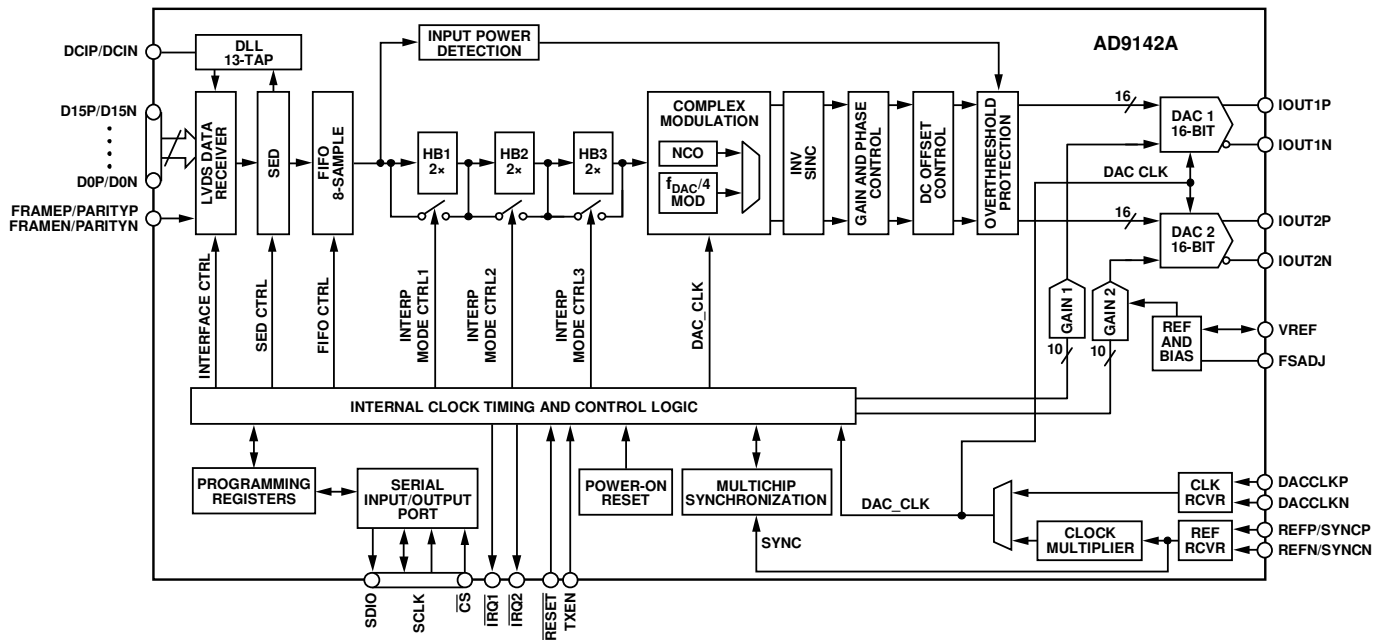 DCIP/DCIN
DLL
13-TAP
INPUT POWER
DETECTION
AD9142A
D15P/D15N
D0P/D0N
FRAMEP/PARITYP
FRAMEN/PARITYN
LVDS DATA
RECEIVER
SED
FIFO
8-SAMPLE
HB1
2×
HB2
2×
HB3
2×
COMPLEX
MODULATION
NCO
fDAC/4
MOD
INV
SINC
GAIN AND PHASE
CONTROL
DC OFFSET
CONTROL
OVERTHRESHOLD
PROTECTION
16
DAC 1
16-BIT
IOUT1P
IOUT1N
DAC CLK
16
DAC 2
16-BIT
IOUT2P
IOUT2N
INTERFACE CTRL
SED CTRL
FIFO CTRL
INTERP
MODE CTRL1
INTERP
MODE CTRL2
INTERP
MODE CTRL3
DAC_CLK
GAIN 1
10
GAIN 2
10
REF
AND
BIAS
VREF
FSADJ
INTERNAL CLOCK TIMING AND CONTROL LOGIC
PROGRAMMING
REGISTERS
SERIAL
INPUT/OUTPUT
PORT
POWER-ON
RESET
MULTICHIP
SYNCHRONIZATION
DAC_CLK
SYNC
CLOCK
MULTIPLIER
CLK
RCVR
REF
RCVR
DACCLKP
DACCLKN
REFP/SYNCP
REFN/SYNCN
SDIO
SCLK
CS
IRQ1
IRQ2
RESET
TXEN